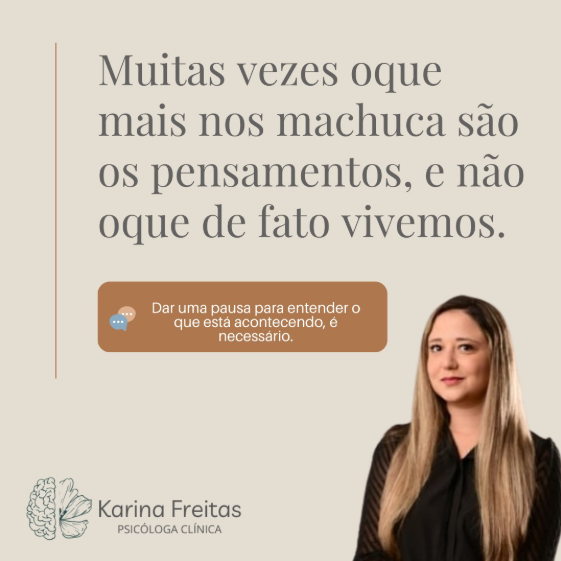 Muitas vezes oque
mais nos machuca são
os pensamentos, e não
oque de fato vivemos.
Dar uma pausa para entender o
que está acontecendo, é
necessário.
Karina Freitas
PSICÓLOGA CLÍNICA